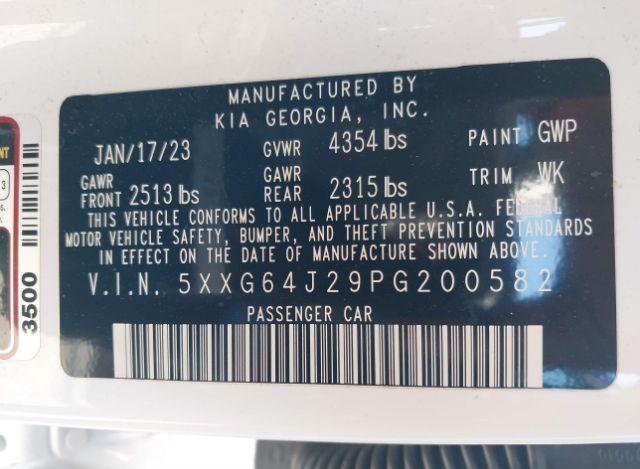 MANUFACTURED BY
KIA GEORGIA, INC.
JAN/17/23 GVWR 4354 lbs PAINT GWP
GAWR FRONT 2513 lbs GAWR REAR 2315 lbs TRIM WK
THIS VEHICLE CONFORMS TO ALL APPLICABLE U.S.A. FEDERAL
MOTOR VEHICLE SAFETY, BUMPER, AND THEFT PREVENTION STANDARDS
IN EFFECT ON THE DATE OF MANUFACTURE SHOWN ABOVE.
V.I.N. 5XXG64J29PG200582
PASSENGER CAR
3500